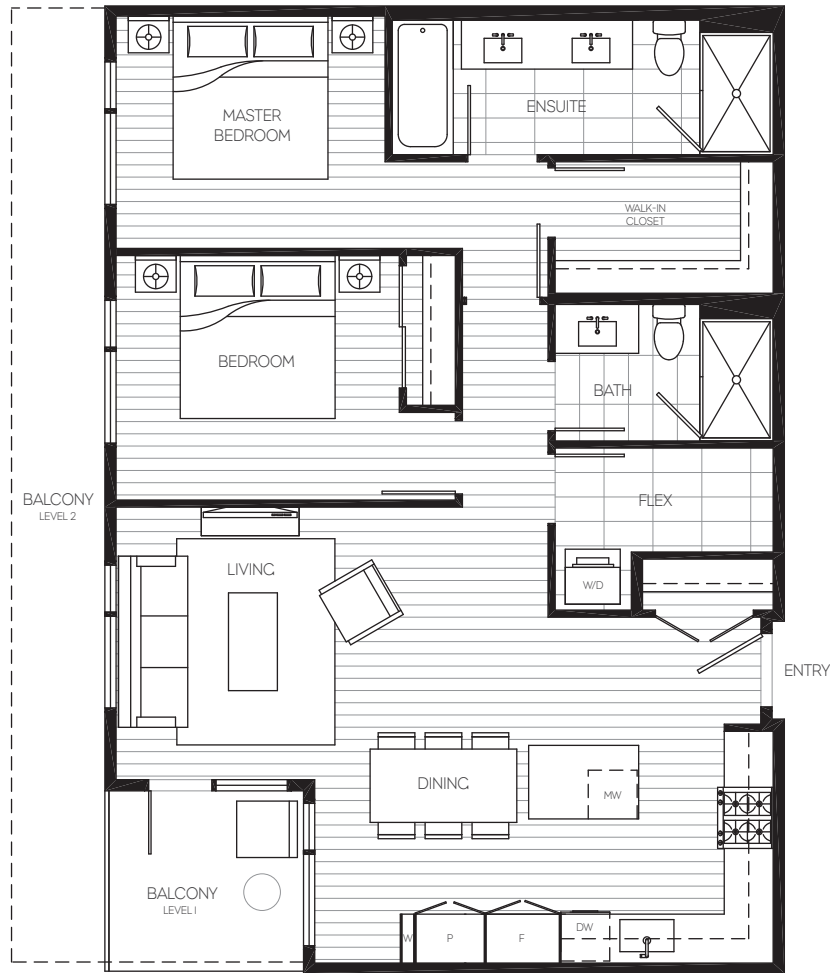 MASTER
BEDROOM
ENSUITE
WALK-IN
CLOSET
BEDROOM
BATH
BALCONY
LEVEL 2
FLEX
LIVING
W/D
ENTRY
DINING
MW
BALCONY
LEVEL I
W
P
F
DW